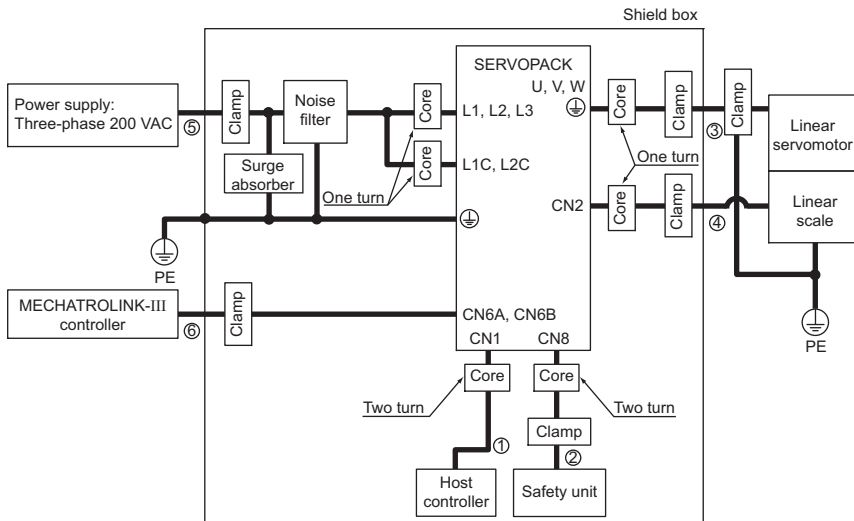 Shield box
SERVOPACK
U, V, W
Power supply:
Three-phase 200 VAC
⑤
Clamp
Noise
filter
Core
L1, L2, L3
Core
Clamp
③
Clamp
Linear
servomotor
Surge
absorber
One turn
Core
L1C, L2C
One turn
CN2
Core
Clamp
④
Linear
scale
PE
MECHATROLINK-III
controller
⑥
Clamp
CN6A, CN6B
CN1
CN8
PE
Two turn
Core
Core
Two turn
①
Clamp
②
Host
controller
Safety unit